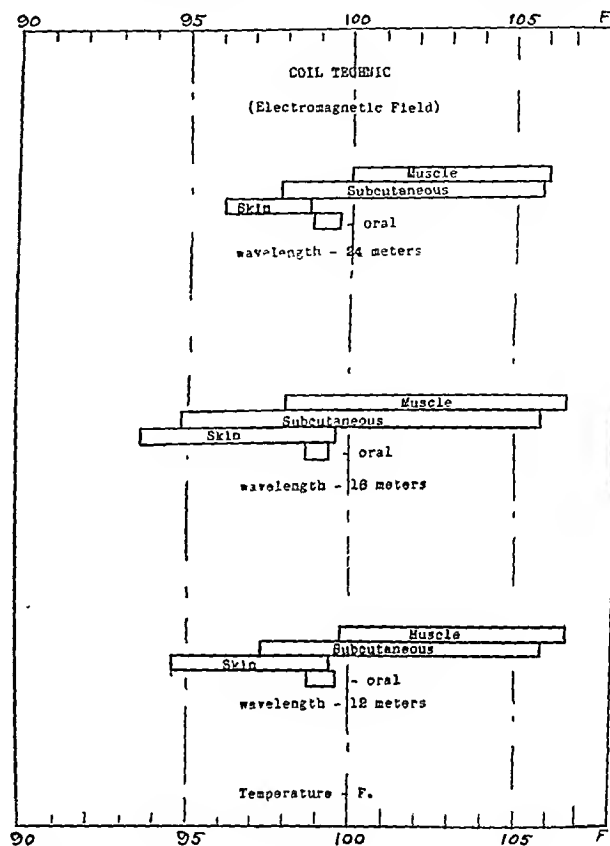 90 95 100 105 F
COIL TECHNIC
(Electromagnetic Field)
Muscle
Subcutaneous
Skin
- oral
wavelength - 24 meters
Muscle
Subcutaneous
Skin
- oral
wavelength - 16 meters
Muscle
Subcutaneous
Skin
- oral
wavelength - 12 meters
Temperature - F.
90 95 100 105 F